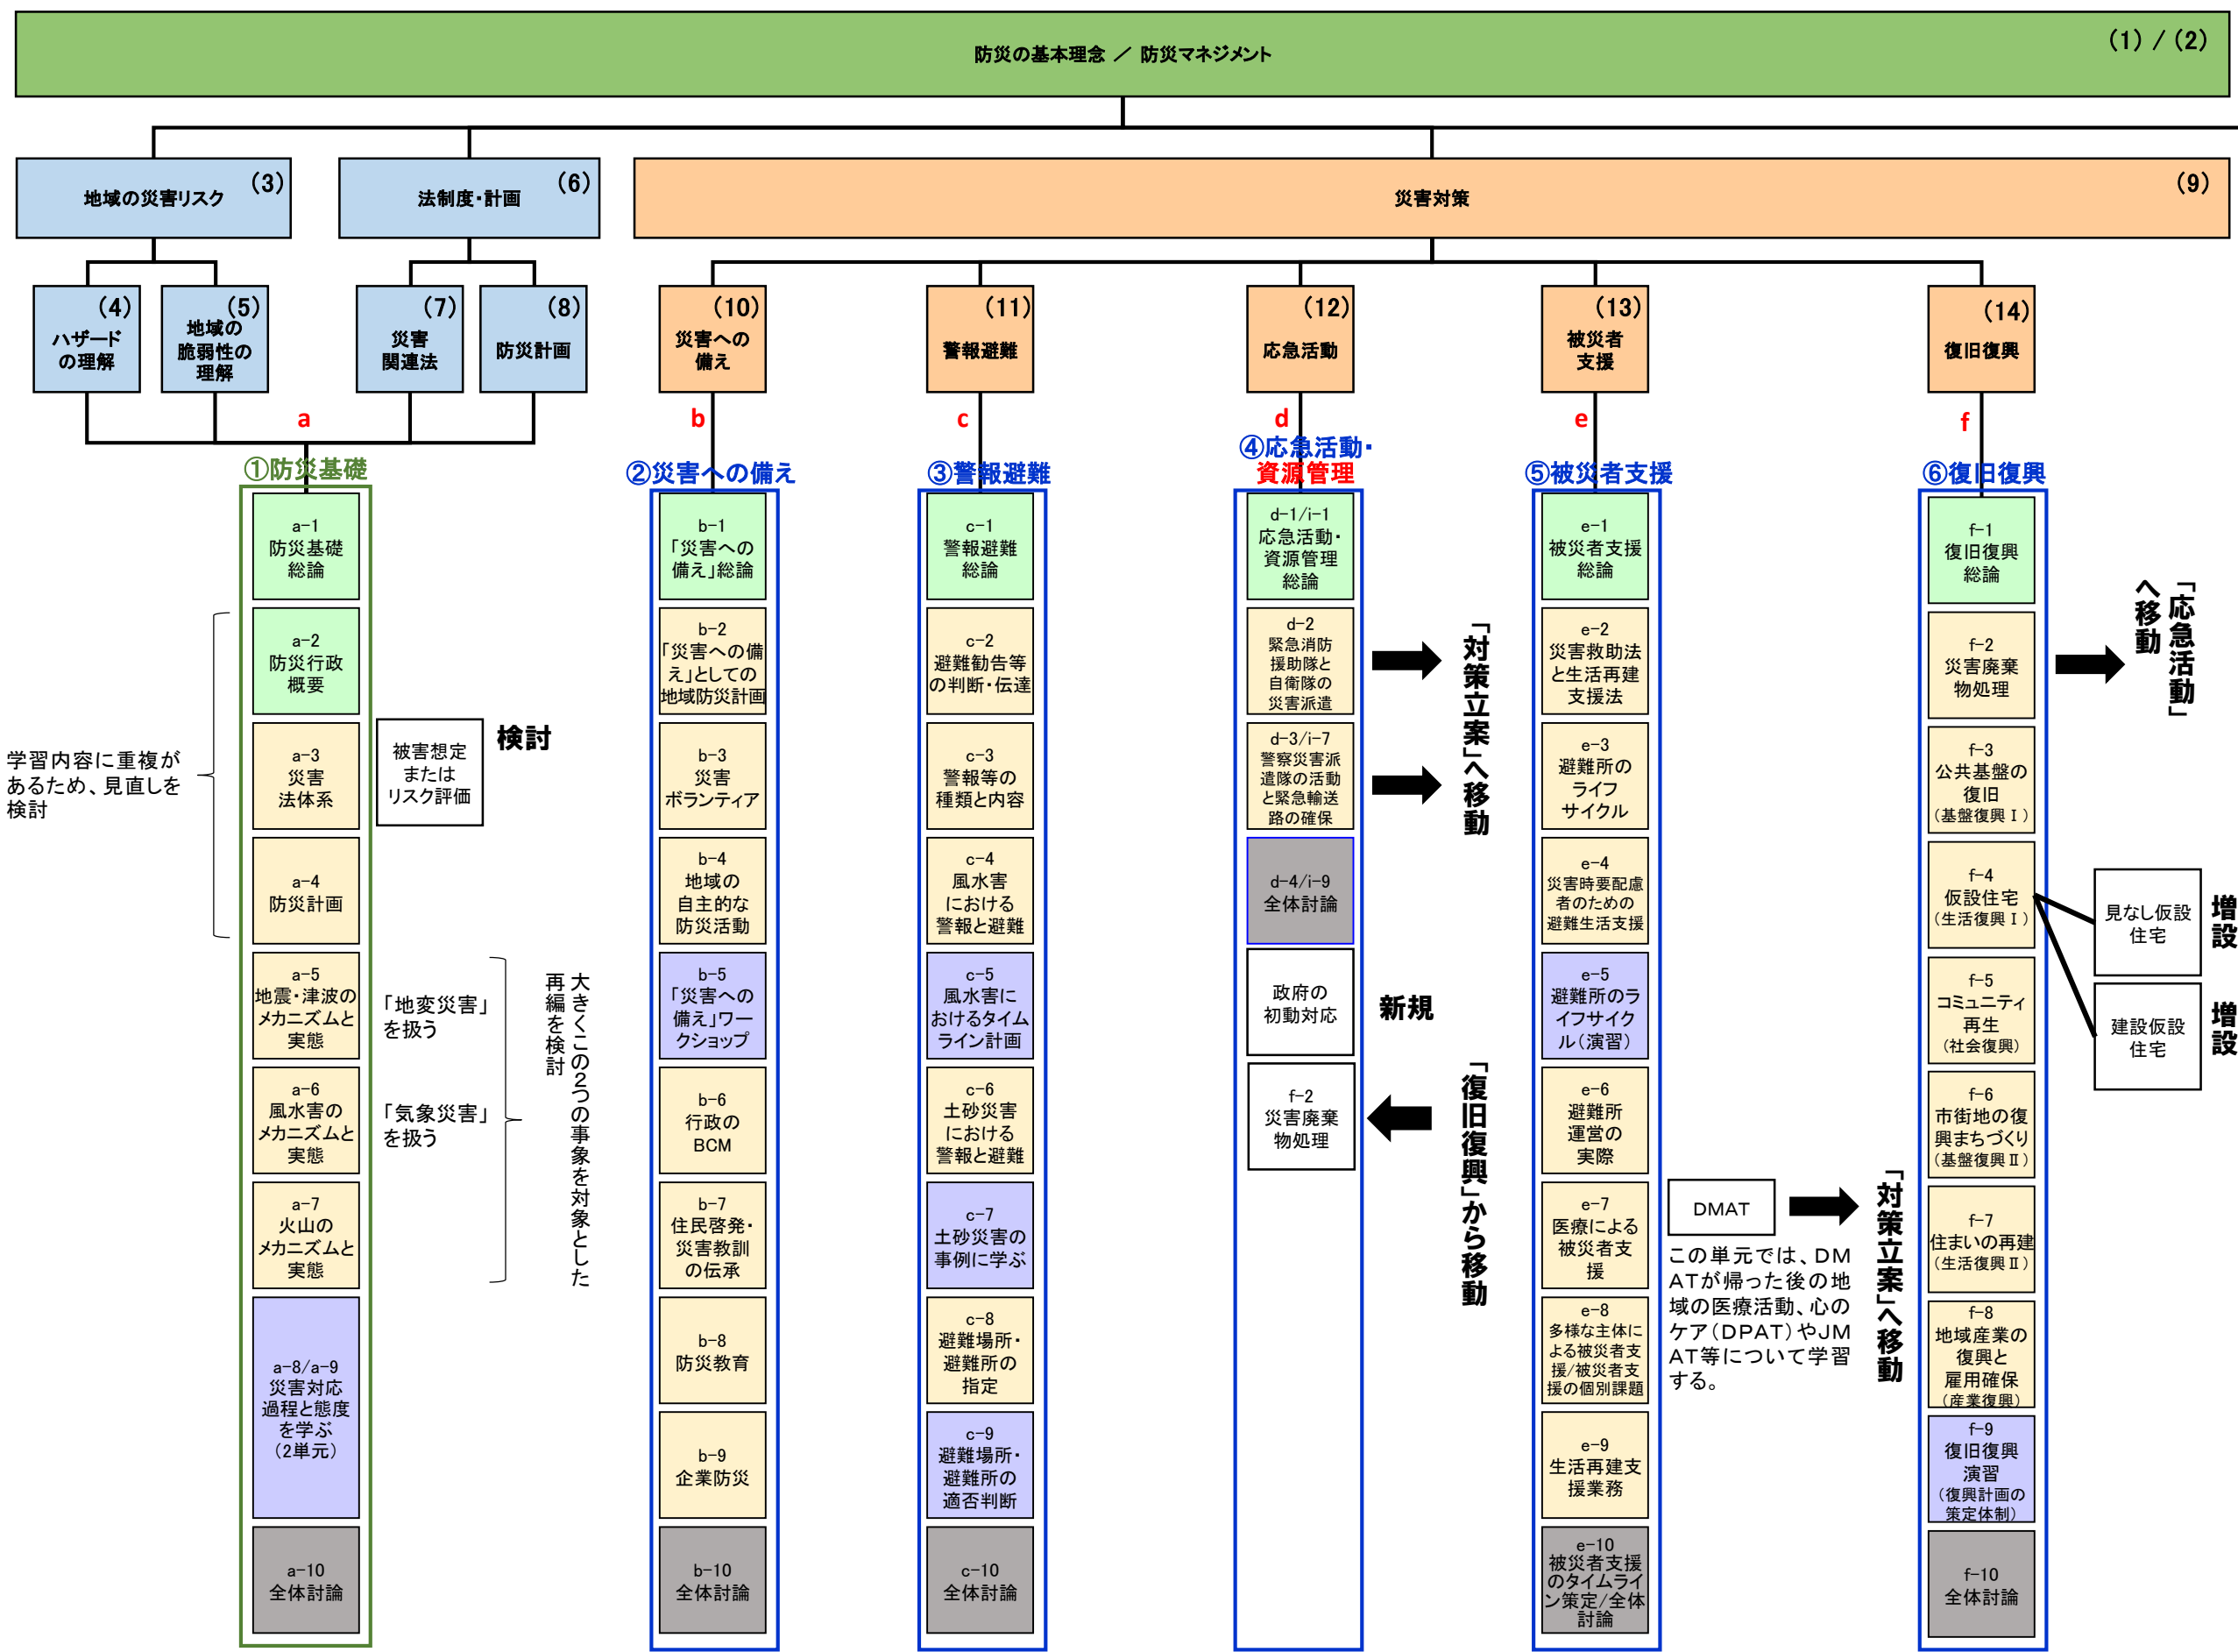 防災の基本理念 ／ 防災マネジメント
（1）/（2）
地域の災害リスク
（3）
法制度・計画
（6）
災害対策
（9）
（4）
ハザード
の理解
（5）
地域の
脆弱性の
理解
（7）
災害
関連法
（8）
防災計画
（10）
災害への
備え
（11）
警報避難
（12）
応急活動
（13）
被災者
支援
（14）
復旧復興
a
b
c
d
e
f
①防災基礎
a-1
防災基礎
総論
a-2
防災行政
概要
a-3
災害
法体系
a-4
防災計画
a-5
地震・津波の
メカニズムと
実態
a-6
風水害の
メカニズムと
実態
a-7
火山の
メカニズムと
実態
a-8/a-9
災害対応
過程と態度
を学ぶ
（2単元）
a-10
全体討論
学習内容に重複が
あるため、見直しを
検討
被害想定
または
リスク評価
検討
「地変災害」
を扱う
「気象災害」
を扱う
大きくこの２つの事象を対象とした
再編を検討
②災害への備え
b-1
「災害への
備え」総論
b-2
「災害への備
え」としての
地域防災計画
b-3
災害
ボランティア
b-4
地域の
自主的な
防災活動
b-5
「災害への
備え」ワー
クショップ
b-6
行政の
BCM
b-7
住民啓発・
災害教訓
の伝承
b-8
防災教育
b-9
企業防災
b-10
全体討論
③警報避難
c-1
警報避難
総論
c-2
避難勧告等
の判断・伝達
c-3
警報等の
種類と内容
c-4
風水害
における
警報と避難
c-5
風水害に
おけるタイム
ライン計画
c-6
土砂災害
における
警報と避難
c-7
土砂災害の
事例に学ぶ
c-8
避難場所・
避難所の
指定
c-9
避難場所・
避難所の
適否判断
c-10
全体討論
④応急活動・
資源管理
d-1/i-1
応急活動・
資源管理
総論
d-2
緊急消防
援助隊と
自衛隊の
災害派遣
d-3/i-7
警察災害派
遣隊の活動
と緊急輸送
路の確保
d-4/i-9
全体討論
政府の
初動対応
f-2
災害廃棄
物処理
「対策立案」へ移動
新規
「復旧復興」から移動
⑤被災者支援
e-1
被災者支援
総論
e-2
災害救助法
と生活再建
支援法
e-3
避難所の
ライフ
サイクル
e-4
災害時要配慮
者のための
避難生活支援
e-5
避難所のラ
イフサイク
ル（演習）
e-6
避難所
運営の
実際
e-7
医療による
被災者支
援
e-8
多様な主体に
よる被災者支
援/被災者支
援の個別課題
e-9
生活再建支
援業務
e-10
被災者支援
のタイムライ
ン策定/全体
討論
DMAT
この単元では、DM
ATが帰った後の地
域の医療活動、心の
ケア（DPAT）やJM
AT等について学習
する。
「対策立案」へ移動
⑥復旧復興
f-1
復旧復興
総論
f-2
災害廃棄
物処理
f-3
公共基盤の
復旧
（基盤復興Ⅰ）
f-4
仮設住宅
（生活復興Ⅰ）
f-5
コミュニティ
再生
（社会復興）
f-6
市街地の復
興まちづくり
（基盤復興Ⅱ）
f-7
住まいの再建
（生活復興Ⅱ）
f-8
地域産業の
復興と
雇用確保
（産業復興）
f-9
復旧復興
演習
（復興計画の
策定体制）
f-10
全体討論
「応急活動」
へ移動
見なし仮設
住宅
増設
建設仮設
住宅
増設